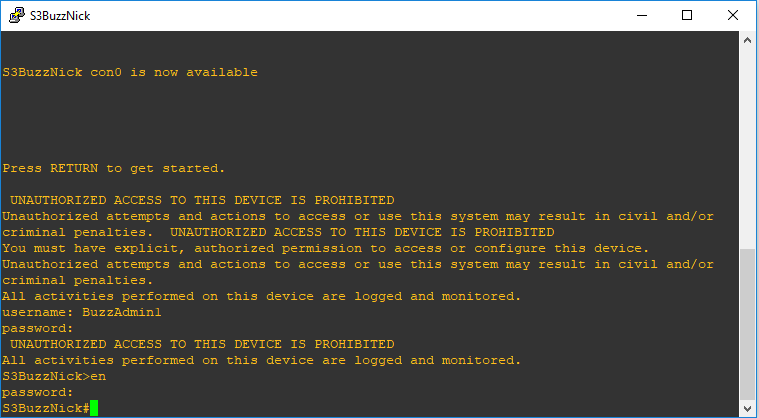 S3BuzzNick
S3BuzzNick con0 is now available
Press RETURN to get started.
UNAUTHORIZED ACCESS TO THIS DEVICE IS PROHIBITED
Unauthorized attempts and actions to access or use this system may result in civil and/or
criminal penalties.  UNAUTHORIZED ACCESS TO THIS DEVICE IS PROHIBITED
You must have explicit, authorized permission to access or configure this device.
Unauthorized attempts and actions to access or use this system may result in civil and/or
criminal penalties.
All activities performed on this device are logged and monitored.
username: BuzzAdmin1
password:
UNAUTHORIZED ACCESS TO THIS DEVICE IS PROHIBITED
All activities performed on this device are logged and monitored.
S3BuzzNick>en
password:
S3BuzzNick#